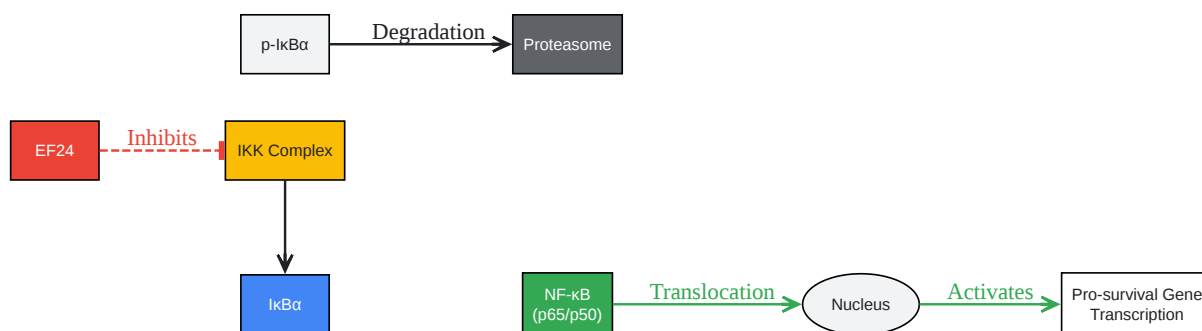 p-IκBα
Degradation
Proteasome
EF24
Inhibits
IKK Complex
IκBα
NF-κB
(p65/p50)
Translocation
Nucleus
Activates
Pro-survival Gene
Transcription